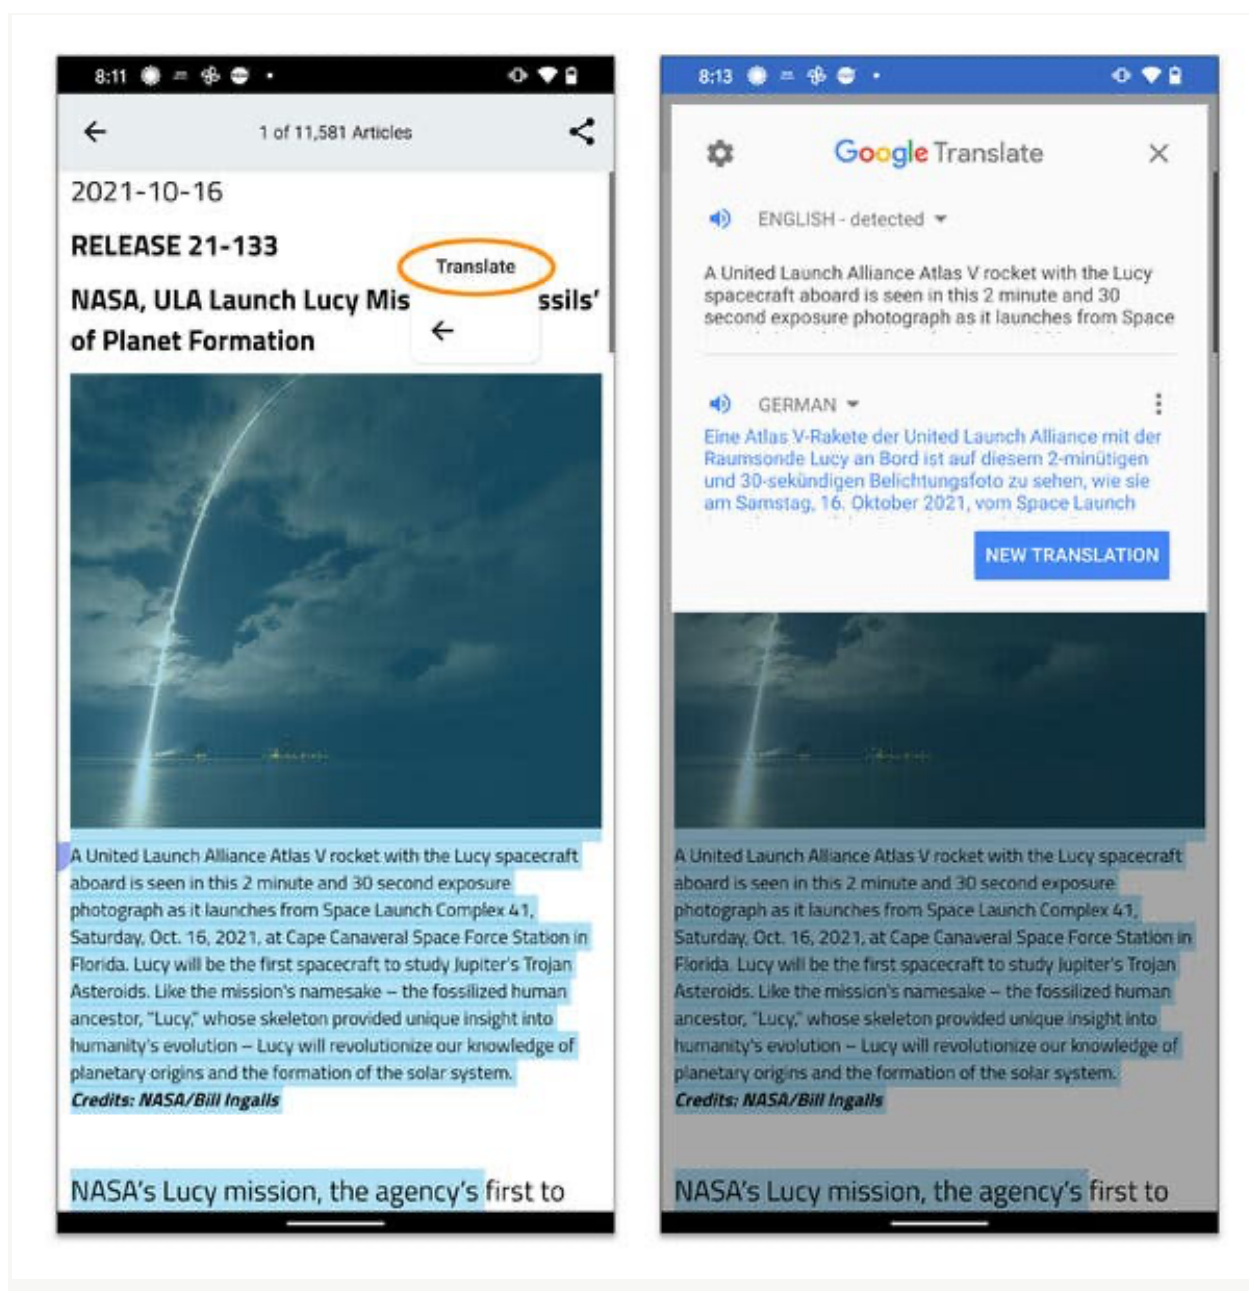 8:11
1 of 11,581 Articles
2021-10-16
RELEASE 21-133
Translate
NASA, ULA Launch Lucy Mis ssils’
of Planet Formation
A United Launch Alliance Atlas V rocket with the Lucy spacecraft
aboard is seen in this 2 minute and 30 second exposure
photograph as it launches from Space Launch Complex 41,
Saturday, Oct. 16, 2021, at Cape Canaveral Space Force Station in
Florida. Lucy will be the first spacecraft to study Jupiter's Trojan
Asteroids. Like the mission's namesake – the fossilized human
ancestor, "Lucy," whose skeleton provided unique insight into
humanity's evolution – Lucy will revolutionize our knowledge of
planetary origins and the formation of the solar system.
Credits: NASA/Bill Ingalls
NASA's Lucy mission, the agency's first to
8:13
Google Translate
ENGLISH - detected
A United Launch Alliance Atlas V rocket with the Lucy
spacecraft aboard is seen in this 2 minute and 30
second exposure photograph as it launches from Space
GERMAN
Eine Atlas V-Rakete der United Launch Alliance mit der
Raumsonde Lucy an Bord ist auf diesem 2-minütigen
und 30-sekündigen Belichtungsfoto zu sehen, wie sie
am Samstag, 16. Oktober 2021, vom Space Launch
NEW TRANSLATION
A United Launch Alliance Atlas V rocket with the Lucy spacecraft
aboard is seen in this 2 minute and 30 second exposure
photograph as it launches from Space Launch Complex 41,
Saturday, Oct. 16, 2021, at Cape Canaveral Space Force Station in
Florida. Lucy will be the first spacecraft to study Jupiter's Trojan
Asteroids. Like the mission's namesake – the fossilized human
ancestor, "Lucy," whose skeleton provided unique insight into
humanity's evolution – Lucy will revolutionize our knowledge of
planetary origins and the formation of the solar system.
Credits: NASA/Bill Ingalls
NASA's Lucy mission, the agency's first to